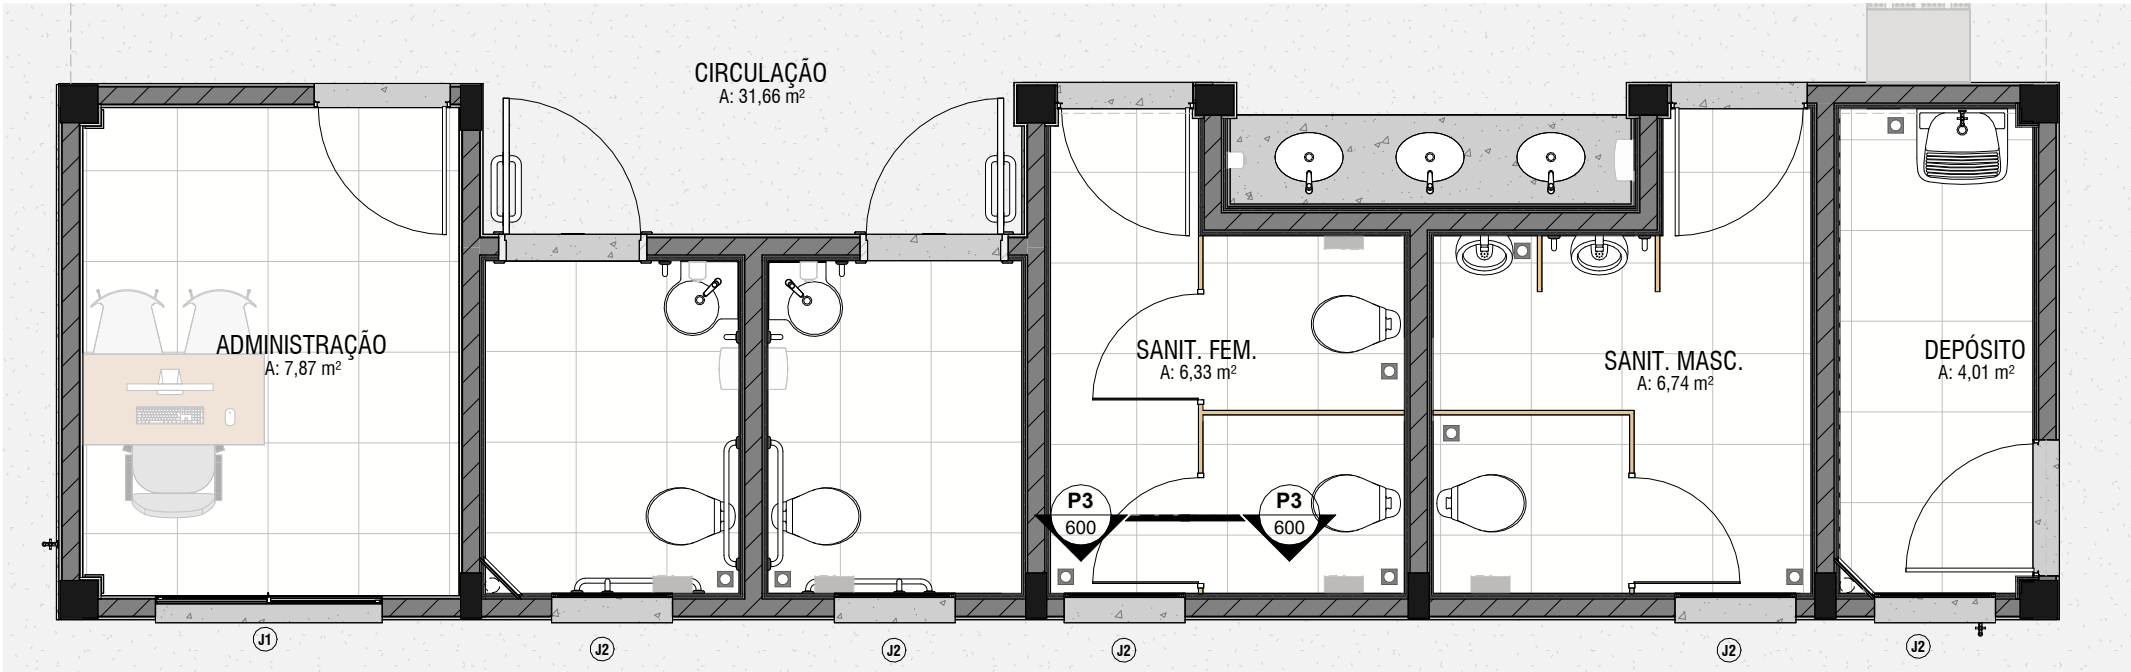 CIRCULAÇÃO
A: 31,66 m²
ADMINISTRAÇÃO
A: 7,87 m²
SANIT. FEM.
A: 6,33 m²
SANIT. MASC.
A: 6,74 m²
DEPÓSITO
A: 4,01 m²
P3
600
P3
600
J1
J2
J2
J2
J2
J2